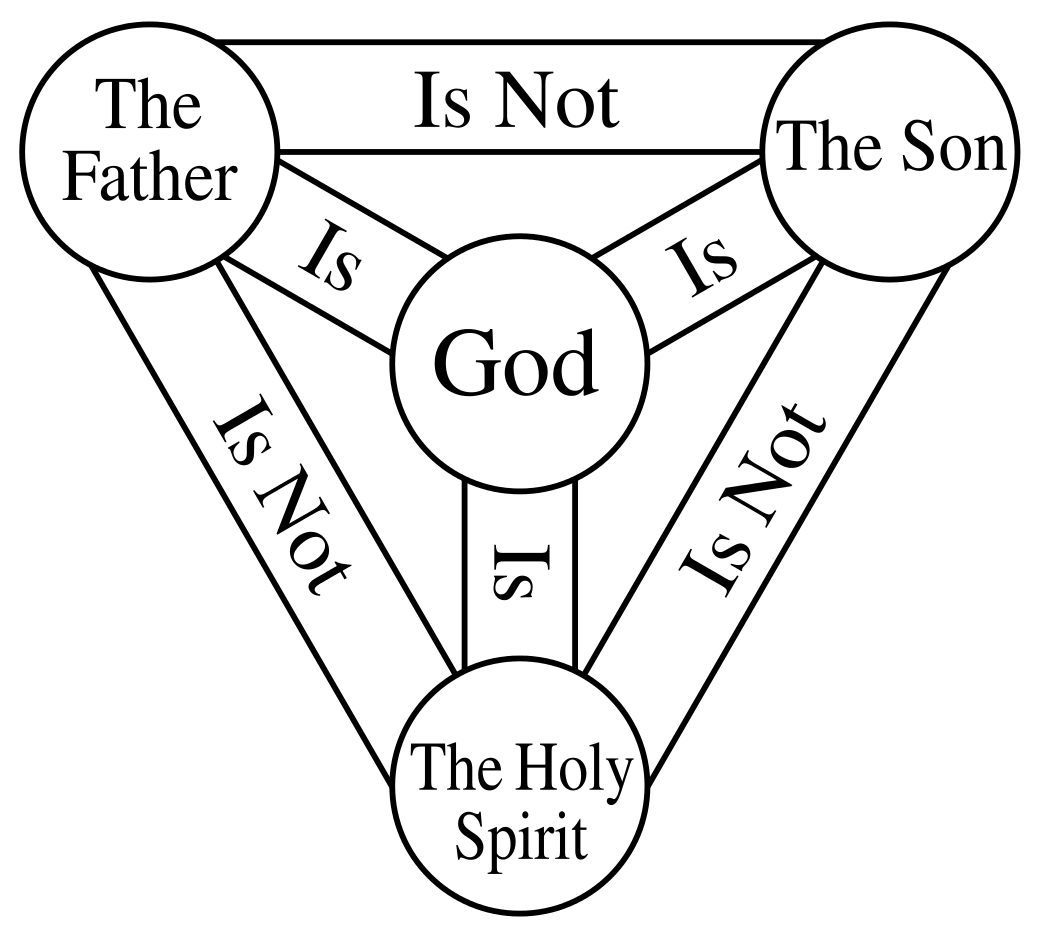 The
Father
Is Not
The Son
Is
Is
God
Is Not
Is
Is Not
The Holy
Spirit